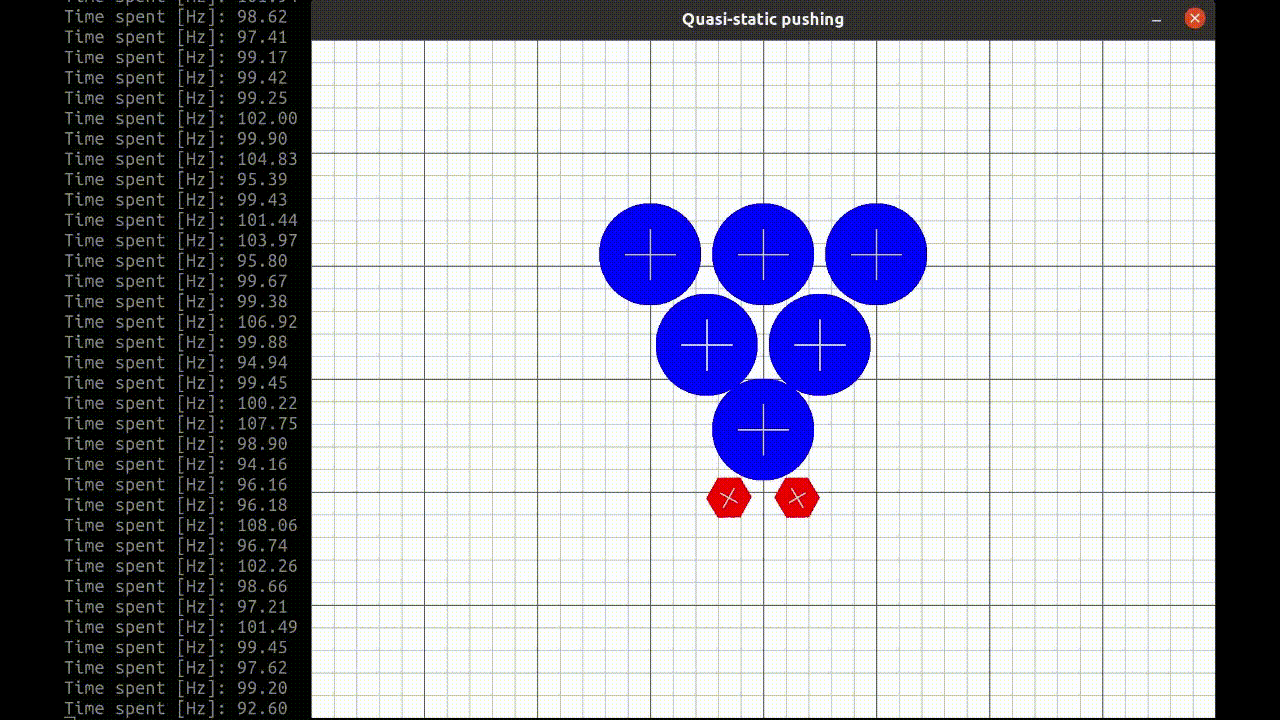 Time spent [Hz]: 98.62
Time spent [Hz]: 97.41
Time spent [Hz]: 99.17
Time spent [Hz]: 99.42
Time spent [Hz]: 99.25
Time spent [Hz]: 102.00
Time spent [Hz]: 99.90
Time spent [Hz]: 104.83
Time spent [Hz]: 95.39
Time spent [Hz]: 99.43
Time spent [Hz]: 101.44
Time spent [Hz]: 103.97
Time spent [Hz]: 95.80
Time spent [Hz]: 99.67
Time spent [Hz]: 99.38
Time spent [Hz]: 106.92
Time spent [Hz]: 99.88
Time spent [Hz]: 94.94
Time spent [Hz]: 99.45
Time spent [Hz]: 100.22
Time spent [Hz]: 107.75
Time spent [Hz]: 98.90
Time spent [Hz]: 94.16
Time spent [Hz]: 96.16
Time spent [Hz]: 96.18
Time spent [Hz]: 108.06
Time spent [Hz]: 96.74
Time spent [Hz]: 102.26
Time spent [Hz]: 98.66
Time spent [Hz]: 97.21
Time spent [Hz]: 101.49
Time spent [Hz]: 99.45
Time spent [Hz]: 97.62
Time spent [Hz]: 99.20
Time spent [Hz]: 92.60
Quasi-static pushing